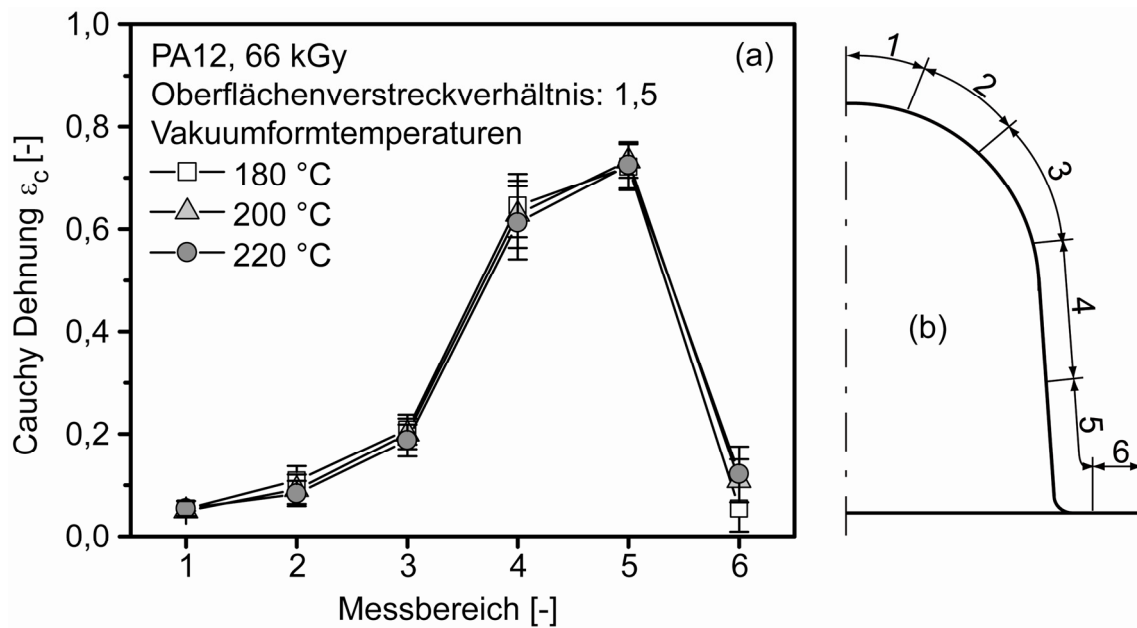 PA12, 66 kGy
(a)
Oberflächenverstreckverhältnis: 1,5
Vakuumformtemperaturen
180 °C
200 °C
220 °C
Cauchy Dehnung ε_C [-]
1,0
0,8
0,6
0,4
0,2
0,0
1 2 3 4 5 6
Messbereich [-]
1
2
3
4
5
6
(b)